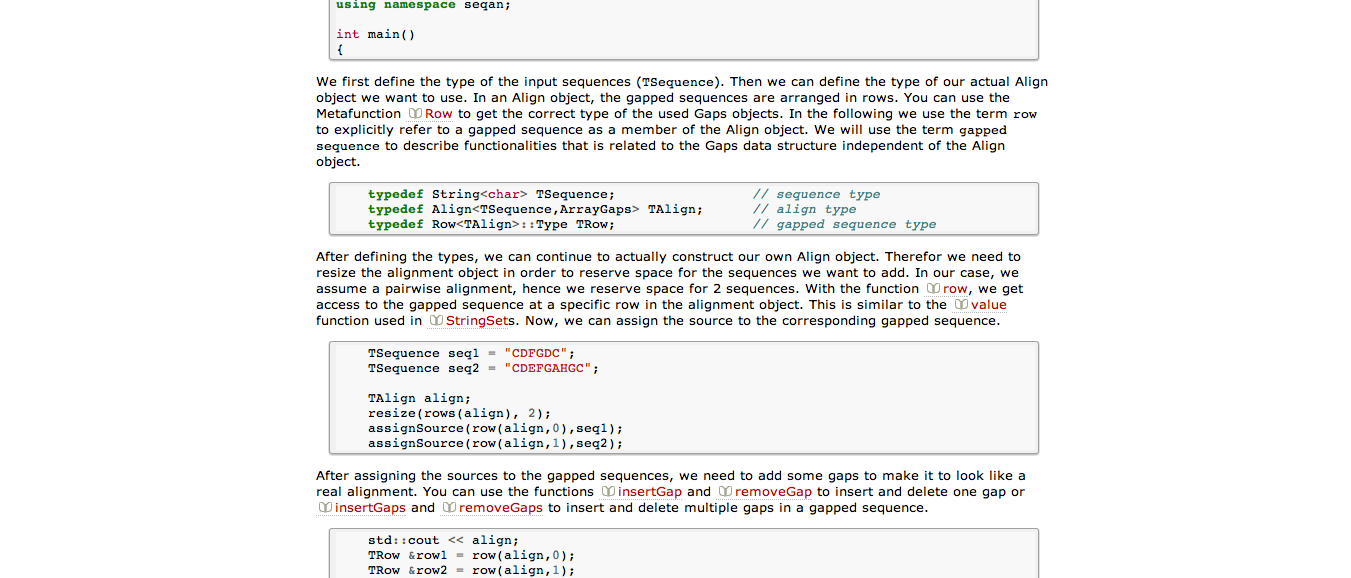 using namespace seqan;
int main()
{
We first define the type of the input sequences (TSequence). Then we can define the type of our actual Align
object we want to use. In an Align object, the gapped sequences are arranged in rows. You can use the
Metafunction Row to get the correct type of the used Gaps objects. In the following we use the term row
to explicitly refer to a gapped sequence as a member of the Align object. We will use the term gapped
sequence to describe functionalities that is related to the Gaps data structure independent of the Align
object.
typedef String<char> TSequence; // sequence type
typedef Align<TSequence,ArrayGaps> TAlign; // align type
typedef Row<TAlign>::Type TRow; // gapped sequence type
After defining the types, we can continue to actually construct our own Align object. Therefor we need to
resize the alignment object in order to reserve space for the sequences we want to add. In our case, we
assume a pairwise alignment, hence we reserve space for 2 sequences. With the function row, we get
access to the gapped sequence at a specific row in the alignment object. This is similar to the value
function used in StringSets. Now, we can assign the source to the corresponding gapped sequence.
TSequence seq1 = "CDFGDC";
TSequence seq2 = "CDEFGAHGC";
TAlign align;
resize(rows(align), 2);
assignSource(row(align,0),seq1);
assignSource(row(align,1),seq2);
After assigning the sources to the gapped sequences, we need to add some gaps to make it to look like a
real alignment. You can use the functions insertGap and removeGap to insert and delete one gap or
insertGaps and removeGaps to insert and delete multiple gaps in a gapped sequence.
std::cout << align;
TRow &row1 = row(align,0);
TRow &row2 = row(align,1);